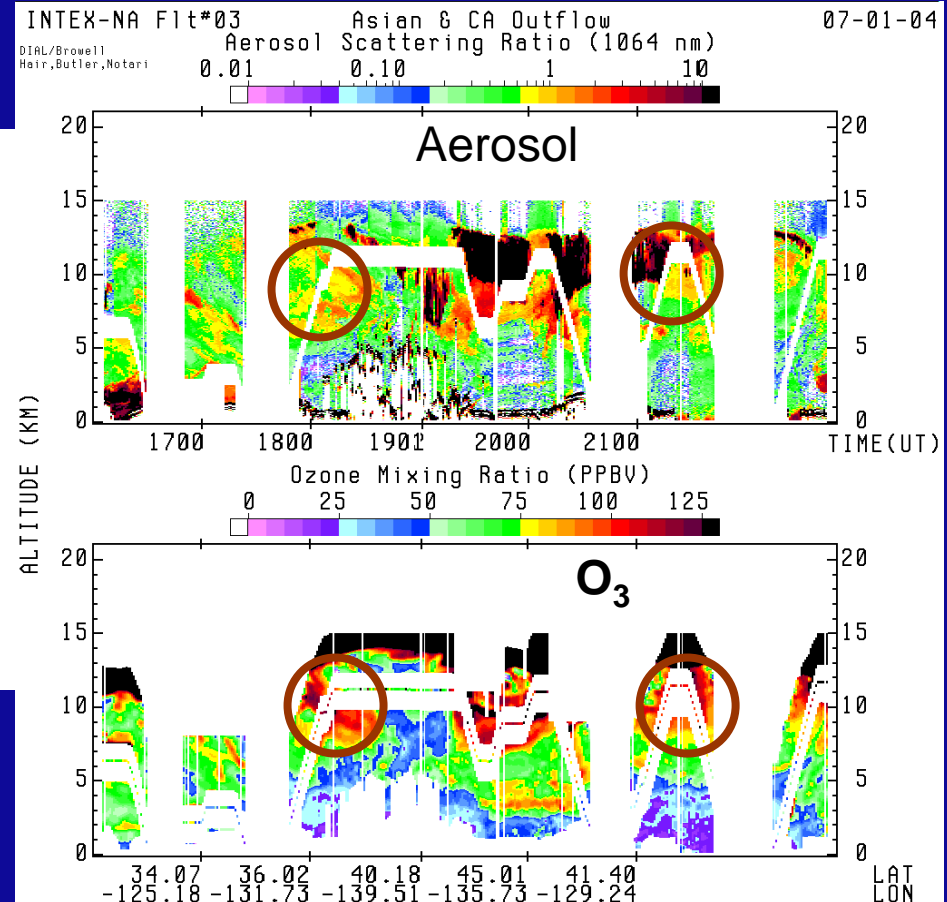 INTEX-NA Flt#03 Asian & CA Outflow 07-01-04
DIAL/Browell
Hair,Butler,Notari
Aerosol Scattering Ratio (1064 nm)
0.01 0.10 1 10
Aerosol
20 20
15 15
10 10
5 5
0 0
1700 1800 1901 2000 2100 TIME(UT)
ALTITUDE (KM)
Ozone Mixing Ratio (PPBV)
0 25 50 75 100 125
O3
20 20
15 15
10 10
5 5
0 0
34.07 36.02 40.18 45.01 41.40 LAT
-125.18 -131.73 -139.51 -135.73 -129.24 LON